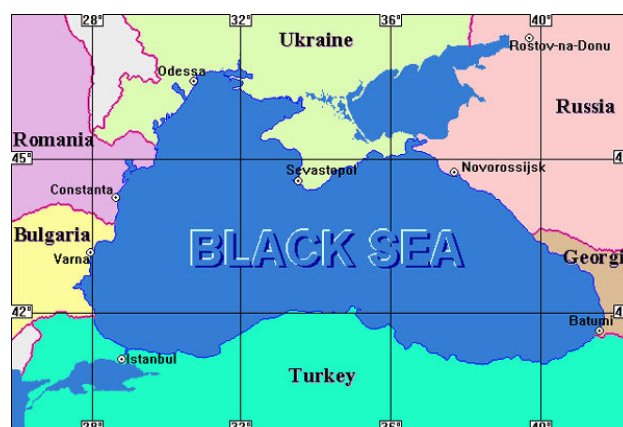 28° 32° 36° 40°
Ukraine
Rostov-na-Donu
Odessa
Russia
Romania
45°
Sevastopol
Novorossijsk
Constanta
Bulgaria
BLACK SEA
Varna
Georgi
42°
Batumi
Istanbul
Turkey